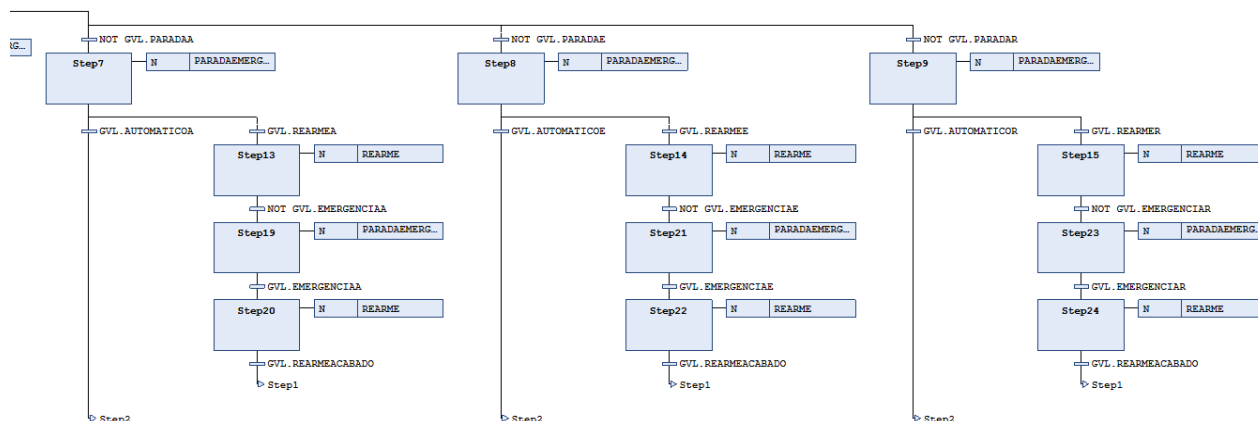 NOT GVL.PARADAA
NOT GVL.PARADAE
NOT GVL.PARADAR
RG…
Step7
N PARADAEMERG…
Step8
N PARADAEMERG…
Step9
N PARADAEMERG…
GVL.AUTOMATICOA
GVL.REARMEA
GVL.AUTOMATICOE
GVL.REARMEE
GVL.AUTOMATICOR
GVL.REARMER
Step13
N REARME
Step14
N REARME
Step15
N REARME
NOT GVL.EMERGENCIAA
NOT GVL.EMERGENCIAE
NOT GVL.EMERGENCIAR
Step19
N PARADAEMERG…
Step21
N PARADAEMERG…
Step23
N PARADAEMERG…
GVL.EMERGENCIAA
GVL.EMERGENCIAE
GVL.EMERGENCIAR
Step20
N REARME
Step22
N REARME
Step24
N REARME
GVL.REARMEACABADO
GVL.REARMEACABADO
GVL.REARMEACABADO
Step1
Step1
Step1
Step2
Step2
Step2